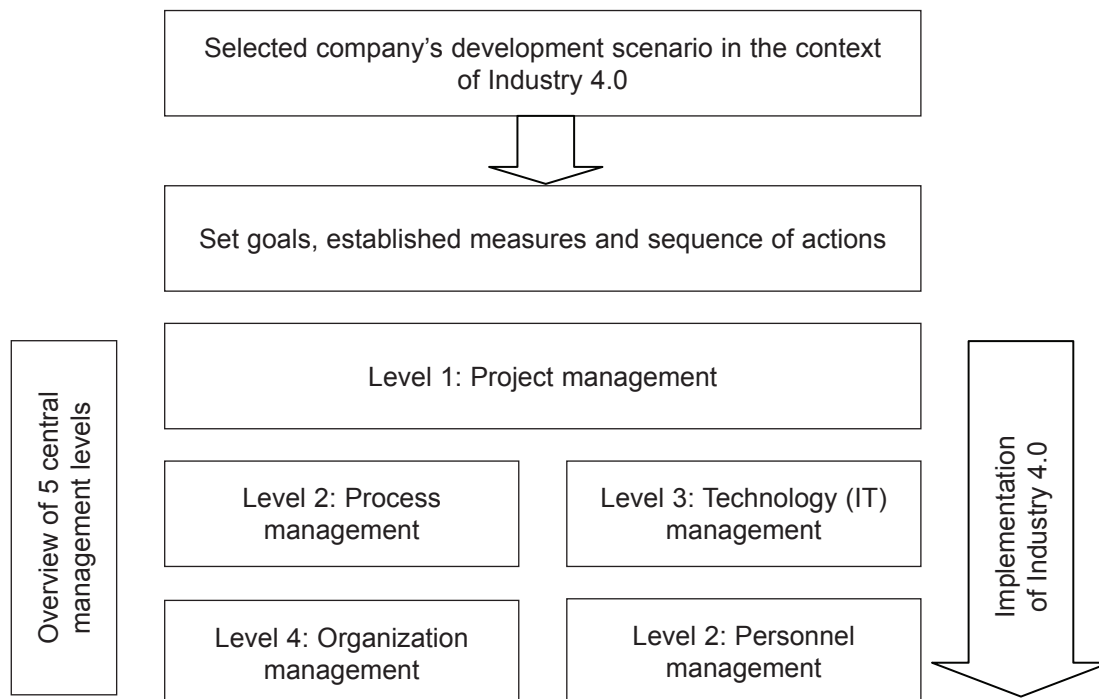 Selected company's development scenario in the context
of Industry 4.0
Set goals, established measures and sequence of actions
Overview of 5 central
management levels
Level 1: Project management
Level 2: Process
management
Level 3: Technology (IT)
management
Level 4: Organization
management
Level 2: Personnel
management
Implementation
of Industry 4.0